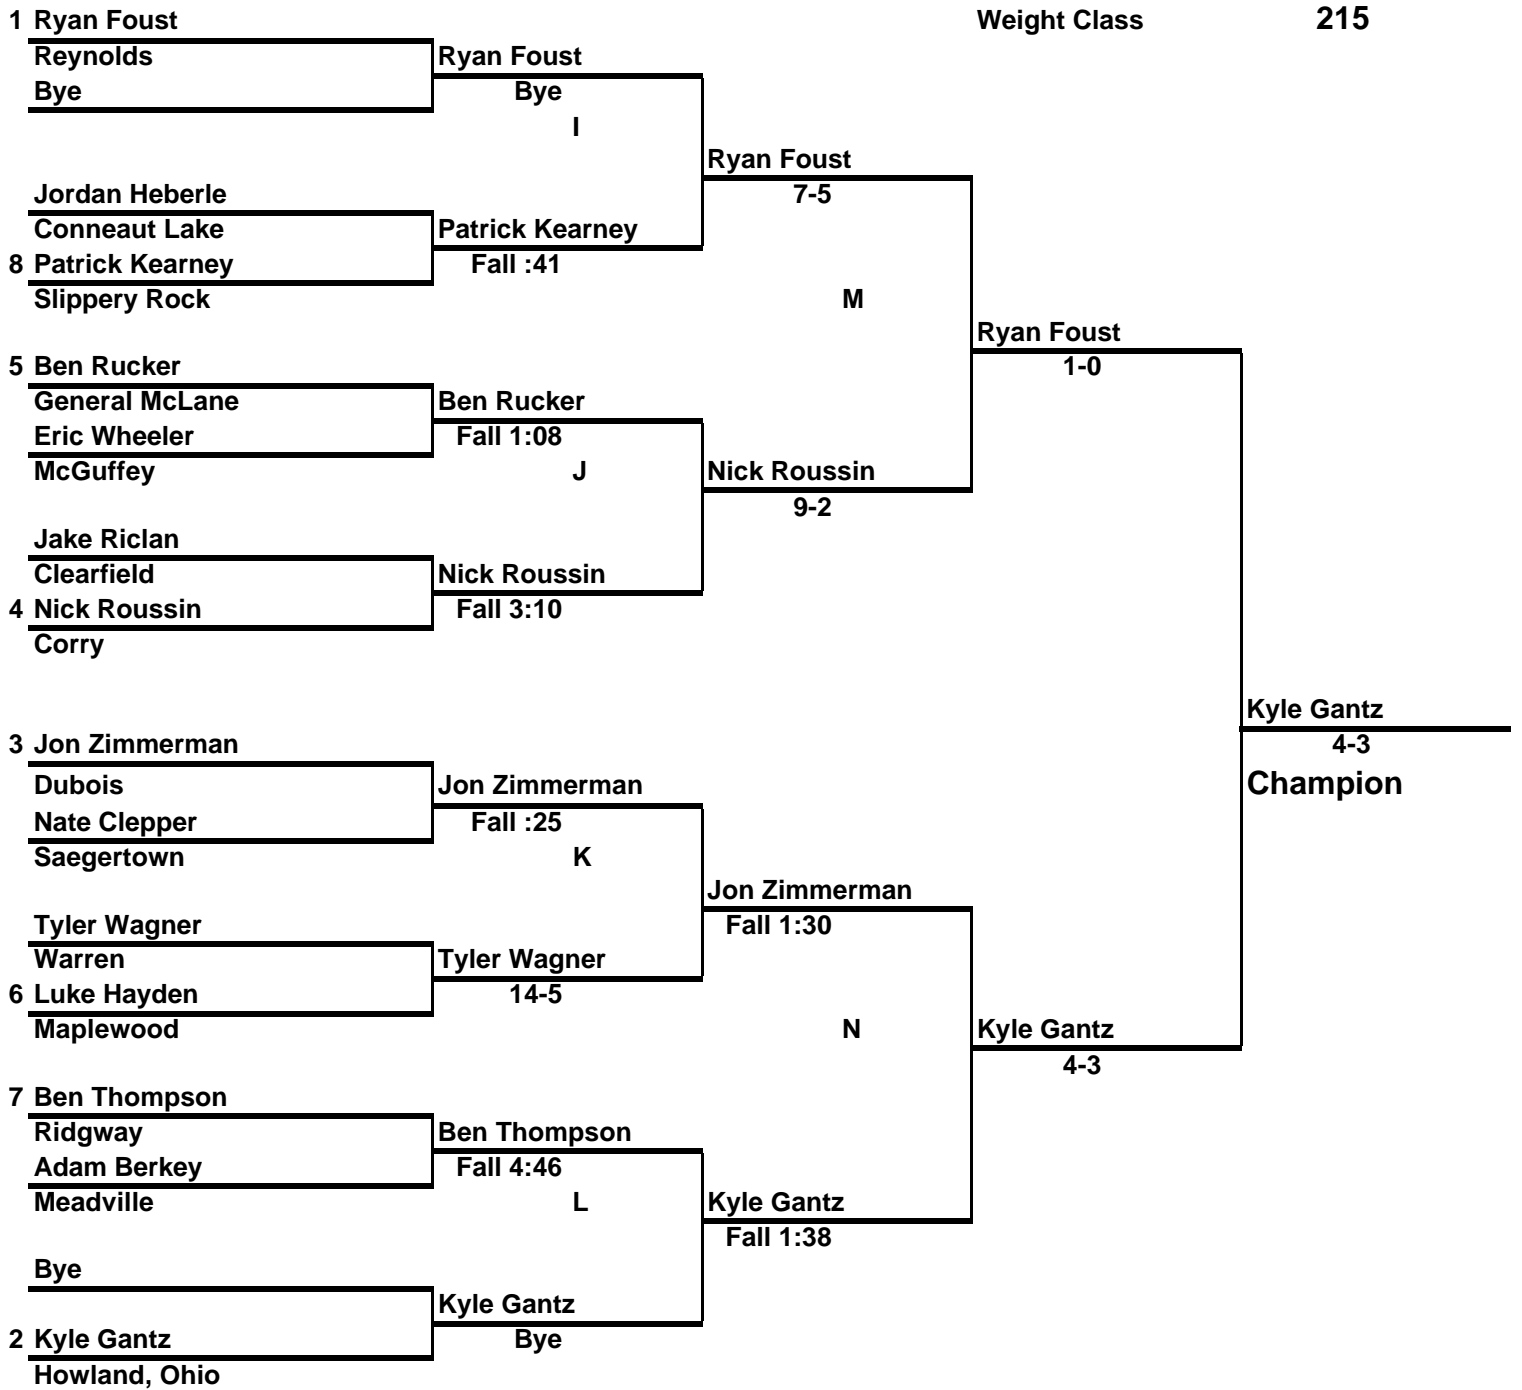 1 Ryan Foust
Weight Class 215
Reynolds
Ryan Foust
Bye
Bye
I
Ryan Foust
7-5
Jordan Heberle
Conneaut Lake
Patrick Kearney
8 Patrick Kearney
Fall :41
Slippery Rock
M
Ryan Foust
1-0
5 Ben Rucker
General McLane
Ben Rucker
Eric Wheeler
Fall 1:08
McGuffey
J
Nick Roussin
9-2
Jake Riclan
Clearfield
Nick Roussin
4 Nick Roussin
Fall 3:10
Corry
Kyle Gantz
4-3
Champion
3 Jon Zimmerman
Dubois
Jon Zimmerman
Nate Clepper
Fall :25
Saegertown
K
Jon Zimmerman
Fall 1:30
Tyler Wagner
Warren
Tyler Wagner
6 Luke Hayden
14-5
Maplewood
N
Kyle Gantz
4-3
7 Ben Thompson
Ridgway
Ben Thompson
Adam Berkey
Fall 4:46
Meadville
L
Kyle Gantz
Fall 1:38
Bye
Kyle Gantz
2 Kyle Gantz
Bye
Howland, Ohio